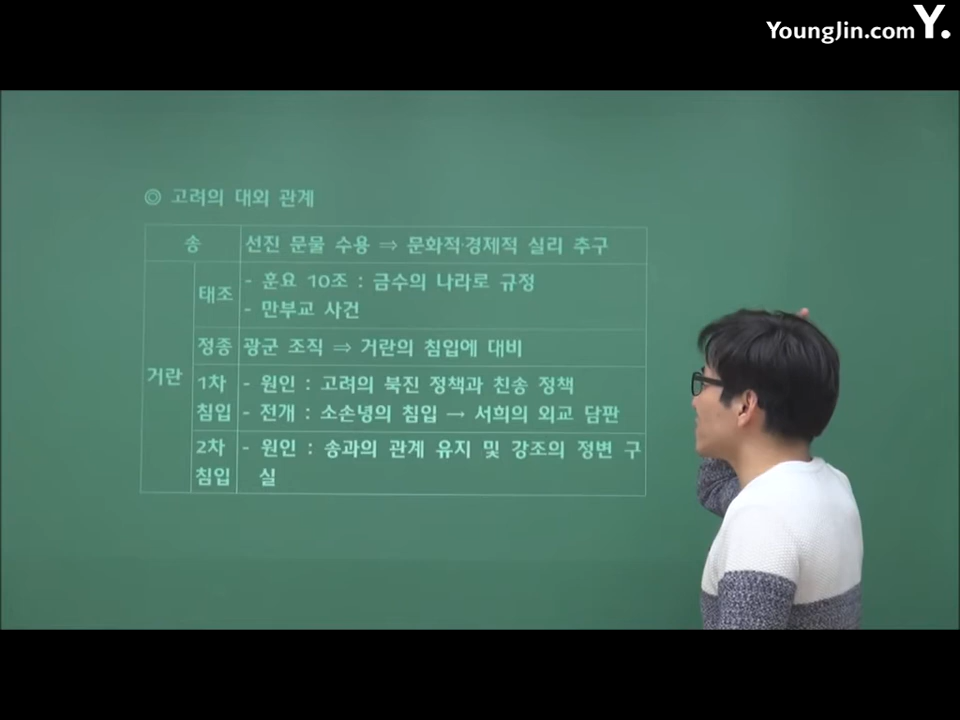 YoungJin.com Y.
◎ 고려의 대외 관계
송 선진 문물 수용 ⇒ 문화적·경제적 실리 추구
거란
태조
- 훈요 10조 : 금수의 나라로 규정
- 만부교 사건
정종 광군 조직 ⇒ 거란의 침입에 대비
1차 침입
- 원인 : 고려의 북진 정책과 친송 정책
- 전개 : 소손녕의 침입 → 서희의 외교 담판
2차 침입
- 원인 : 송과의 관계 유지 및 강조의 정변 구
실